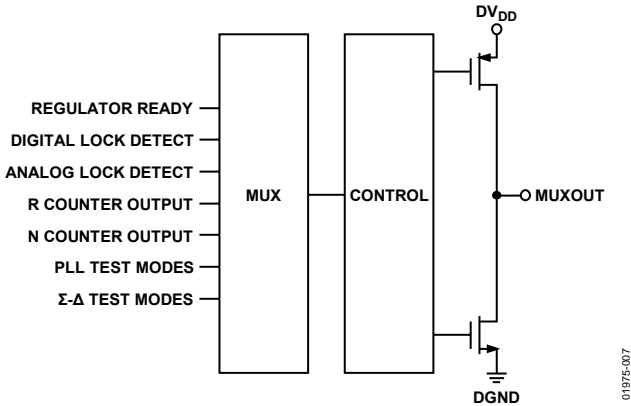 DVDD
REGULATOR READY
DIGITAL LOCK DETECT
ANALOG LOCK DETECT
R COUNTER OUTPUT
N COUNTER OUTPUT
PLL TEST MODES
Σ-Δ TEST MODES
MUX
CONTROL
MUXOUT
DGND
01975-007